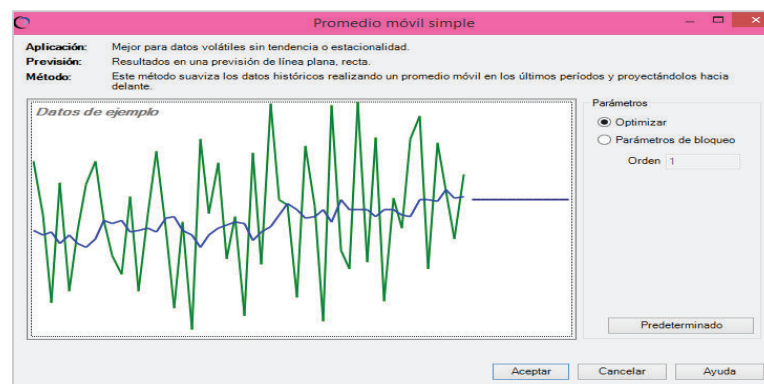 Promedio móvil simple
Aplicación: Mejor para datos volátiles sin tendencia o estacionalidad.
Previsión: Resultados en una previsión de línea plana, recta.
Método: Este método suaviza los datos históricos realizando un promedio móvil en los últimos períodos y proyectándolos hacia
delante.
Datos de ejemplo
Parámetros
Optimizar
Parámetros de bloqueo
Orden 1
Predeterminado
Aceptar Cancelar Ayuda